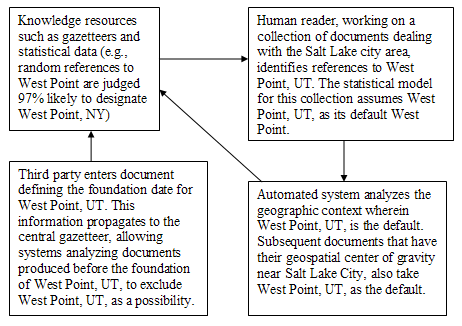 Knowledge resources
such as gazetteers and
statistical data (e.g.,
random references to
West Point are judged
97% likely to designate
West Point, NY)
Human reader, working on a
collection of documents dealing
with the Salt Lake city area,
identifies references to West
Point, UT. The statistical model
for this collection assumes West
Point, UT, as its default West
Point.
Third party enters document
defining the foundation date for
West Point, UT. This
information propagates to the
central gazetteer, allowing
systems analyzing documents
produced before the foundation
of West Point, UT, to exclude
West Point, UT, as a possibility.
Automated system analyzes the
geographic context wherein
West Point, UT, is the default.
Subsequent documents that have
their geospatial center of gravity
near Salt Lake City, also take
West Point, UT, as the default.